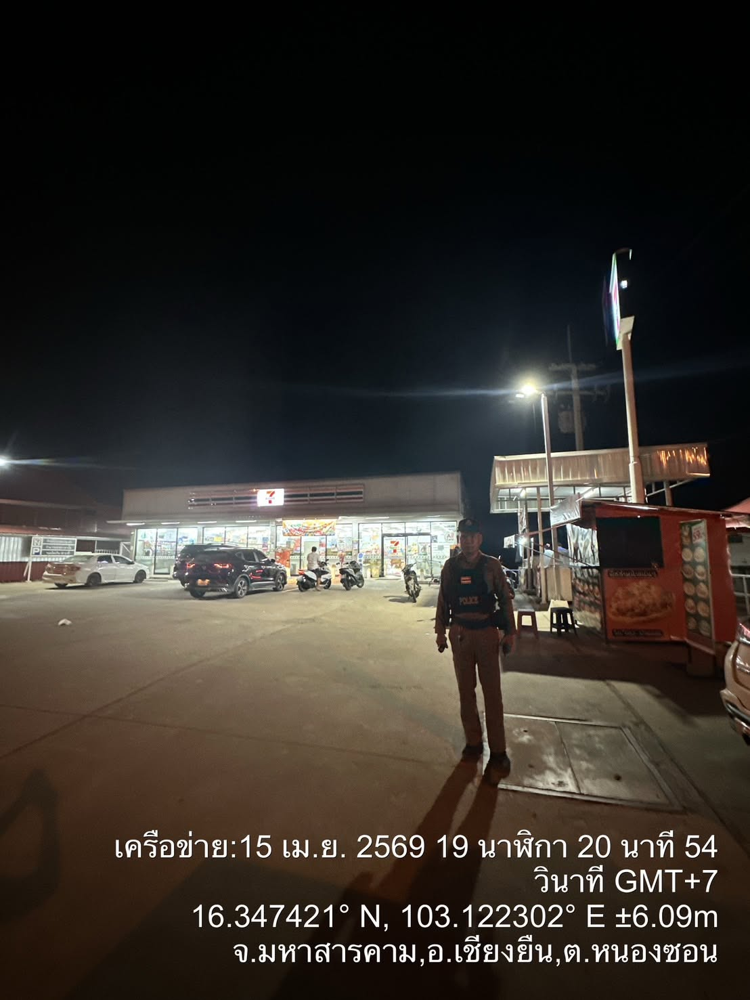 7
7
POLICE
เครือข่าย:15 เม.ย. 2569 19 นาฬิกา 20 นาที 54
วินาที GMT+7
16.347421° N, 103.122302° E ±6.09m
จ.มหาสารคาม,อ.เชียงยืน,ต.หนองซอน